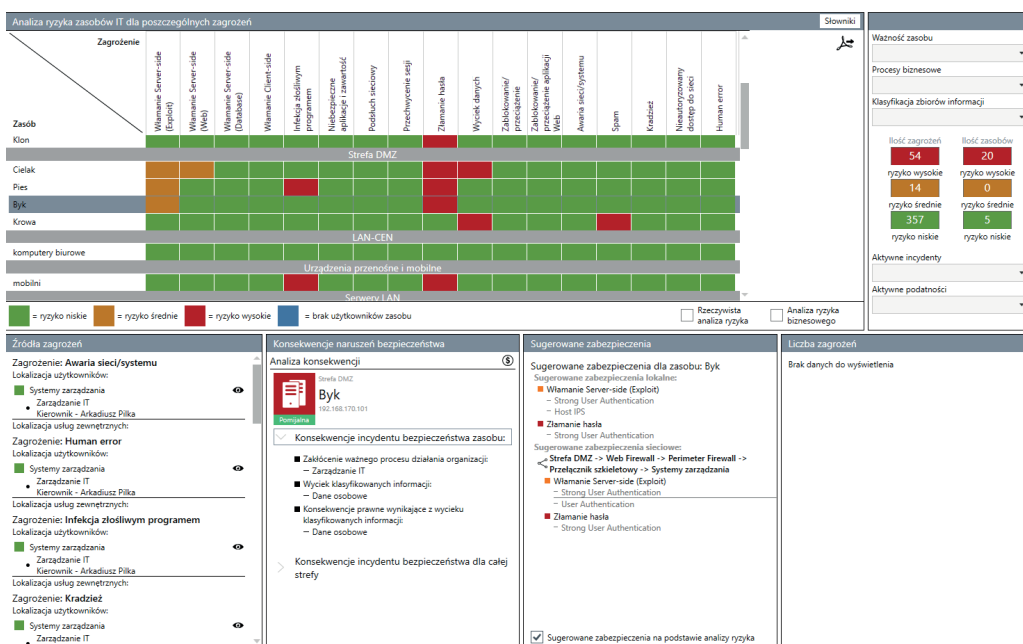 Analiza ryzyka zasobów IT dla poszczególnych zagrożeń
Słowniki
Zagrożenie
Zasób
Włamanie Server-side
(Exploit)
Włamanie Server-side
(Web)
Włamanie Server-side
(Database)
Włamanie Client-side
Infekcja złośliwym
programem
Niebezpieczne
aplikacje i zawartość
Podsłuch sieciowy
Przechwycenie sesji
Złamanie hasła
Wyciek danych
Zablokowanie/
przeciążenie
Zablokowanie/
przeciążenie aplikacji
Web
Awaria sieci/systemu
Spam
Kradzież
Nieautoryzowany
dostęp do sieci
Human error
Klon
Strefa DMZ
Cielak
Pies
Byk
Krowa
LAN-CEN
komputery biurowe
Urządzenia przenośne i mobilne
mobilni
Serwery LAN
= ryzyko niskie
= ryzyko średnie
= ryzyko wysokie
= brak użytkowników zasobu
Rzeczywista
analiza ryzyka
Analiza ryzyka
biznesowego
Ważność zasobu
Procesy biznesowe
Klasyfikacja zbiorów informacji
Ilość zagrożeń Ilość zasobów
54 20
ryzyko wysokie ryzyko wysokie
14 0
ryzyko średnie ryzyko średnie
357 5
ryzyko niskie ryzyko niskie
Aktywne incydenty
Aktywne podatności
Źródła zagrożeń
Zagrożenie: Awaria sieci/systemu
Lokalizacja użytkowników:
Systemy zarządzania
Zarządzanie IT
Kierownik - Arkadiusz Pilka
Lokalizacja usług zewnętrznych:
Zagrożenie: Human error
Lokalizacja użytkowników:
Systemy zarządzania
Zarządzanie IT
Kierownik - Arkadiusz Pilka
Lokalizacja usług zewnętrznych:
Zagrożenie: Infekcja złośliwym programem
Lokalizacja użytkowników:
Systemy zarządzania
Zarządzanie IT
Kierownik - Arkadiusz Pilka
Lokalizacja usług zewnętrznych:
Zagrożenie: Kradzież
Lokalizacja użytkowników:
Systemy zarządzania
Zarządzanie IT
Konsekwencje naruszeń bezpieczeństwa
Analiza konsekwencji
Strefa DMZ
Byk
192.168.170.101
Pomijalna
Konsekwencje incydentu bezpieczeństwa zasobu:
Zakłócenie ważnego procesu działania organizacji:
– Zarządzanie IT
Wyciek klasyfikowanych informacji:
– Dane osobowe
Konsekwencje prawne wynikające z wycieku
klasyfikowanych informacji:
– Dane osobowe
Konsekwencje incydentu bezpieczeństwa dla całej
strefy
Sugerowane zabezpieczenia
Sugerowane zabezpieczenia dla zasobu: Byk
Sugerowane zabezpieczenia lokalne:
Włamanie Server-side (Exploit)
– Strong User Authentication
– Host IPS
Złamanie hasła
– Strong User Authentication
Sugerowane zabezpieczenia sieciowe:
Strefa DMZ -> Web Firewall -> Perimeter Firewall ->
Przełącznik szkieletowy -> Systemy zarządzania
Włamanie Server-side (Exploit)
– Strong User Authentication
– User Authentication
Złamanie hasła
– Strong User Authentication
Sugerowane zabezpieczenia na podstawie analizy ryzyka
Liczba zagrożeń
Brak danych do wyświetlenia